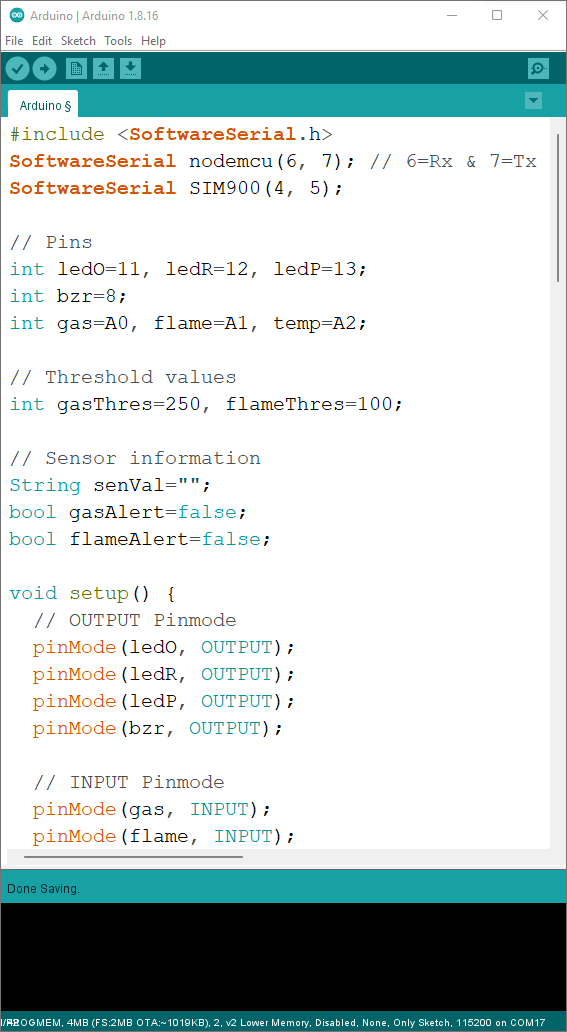 Arduino | Arduino 1.8.16
File Edit Sketch Tools Help
Arduino §
#include <SoftwareSerial.h>
SoftwareSerial nodemcu(6, 7); // 6=Rx & 7=Tx
SoftwareSerial SIM900(4, 5);
// Pins
int ledO=11, ledR=12, ledP=13;
int bzr=8;
int gas=A0, flame=A1, temp=A2;
// Threshold values
int gasThres=250, flameThres=100;
// Sensor information
String senVal="";
bool gasAlert=false;
bool flameAlert=false;
void setup() {
  // OUTPUT Pinmode
  pinMode(ledO, OUTPUT);
  pinMode(ledR, OUTPUT);
  pinMode(ledP, OUTPUT);
  pinMode(bzr, OUTPUT);
  // INPUT Pinmode
  pinMode(gas, INPUT);
  pinMode(flame, INPUT);
Done Saving.
4MB (FS:2MB OTA:~1019KB), 2, v2 Lower Memory, Disabled, None, Only Sketch, 115200 on COM17